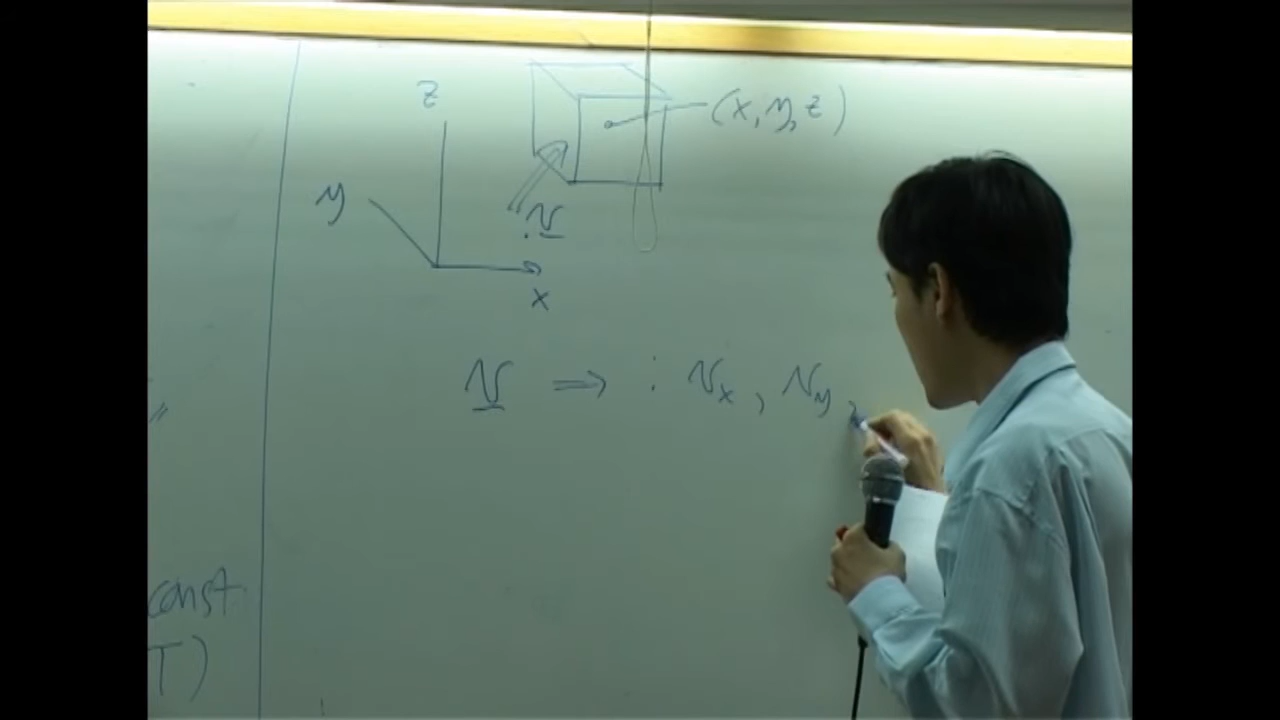 z
(x, y, z)
y
v
x
v ⇒ : v_x, v_y,
const
T)